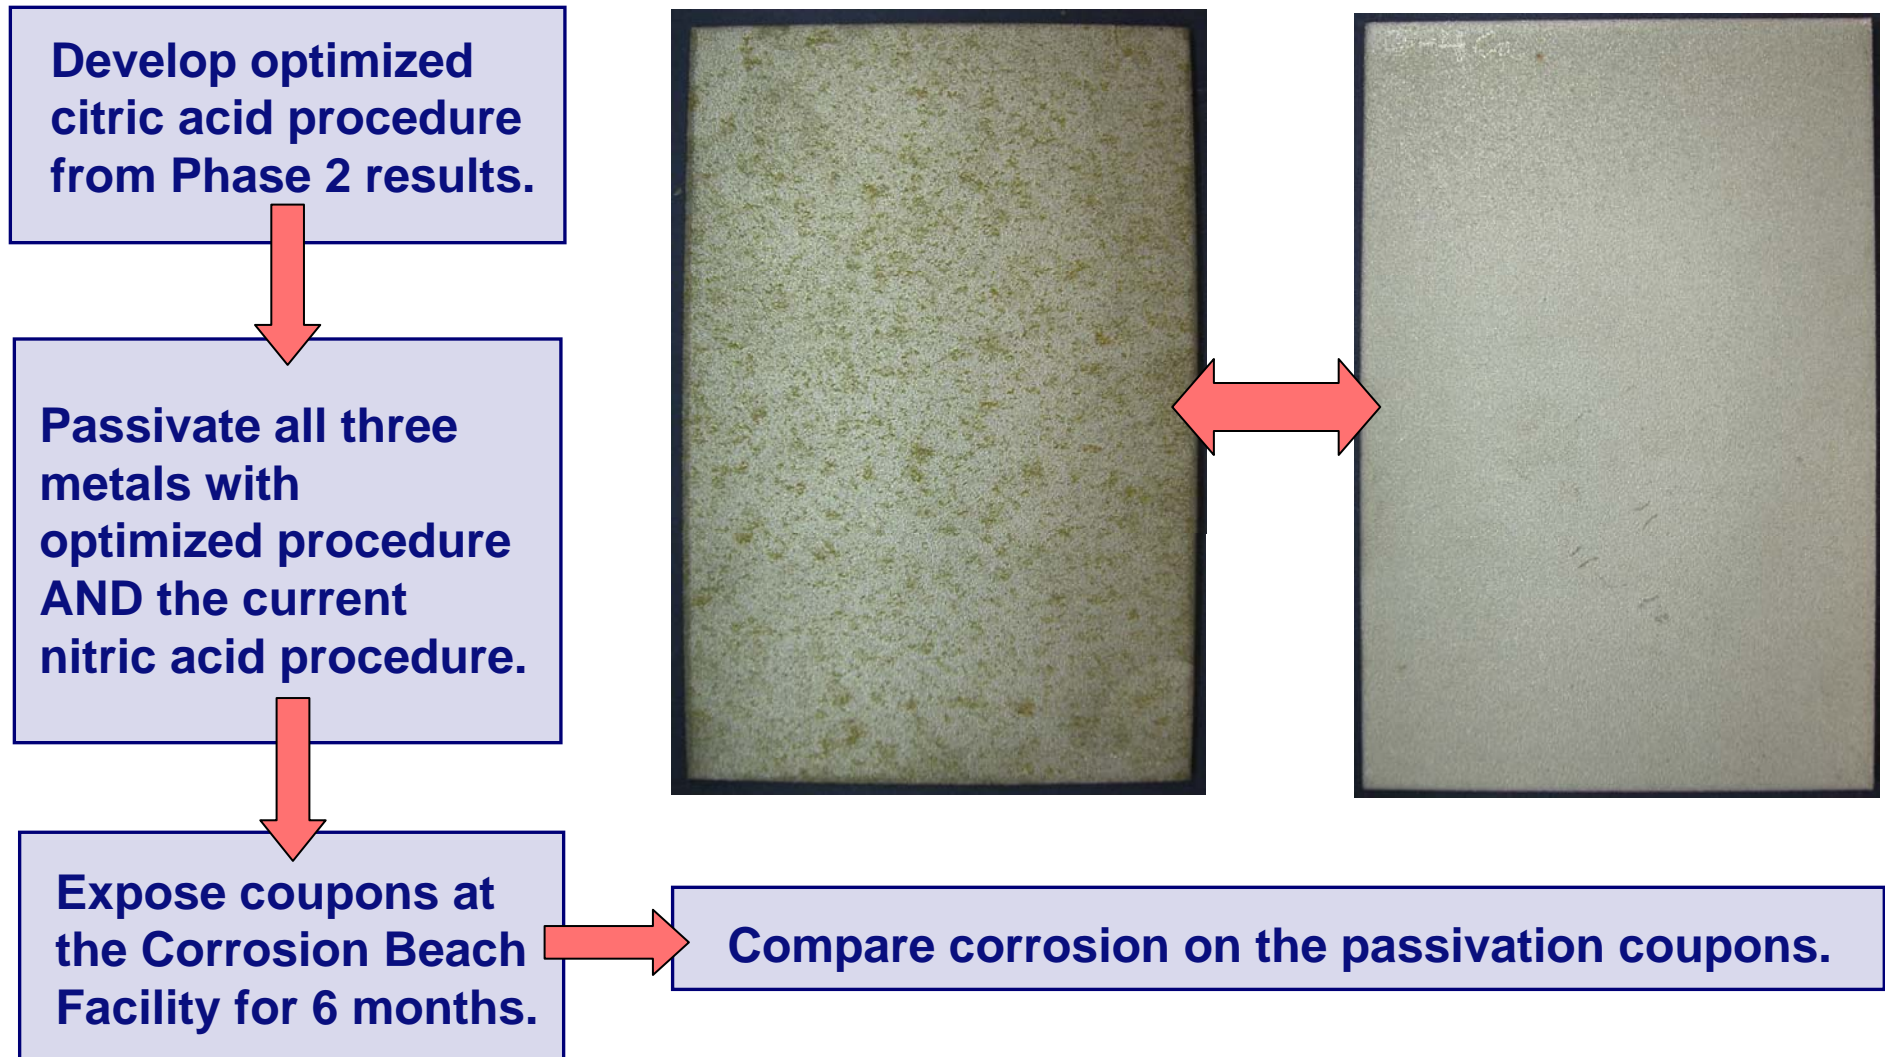 Develop optimized
citric acid procedure
from Phase 2 results.
Passivate all three
metals with
optimized procedure
AND the current
nitric acid procedure.
Expose coupons at
the Corrosion Beach
Facility for 6 months.
Compare corrosion on the passivation coupons.